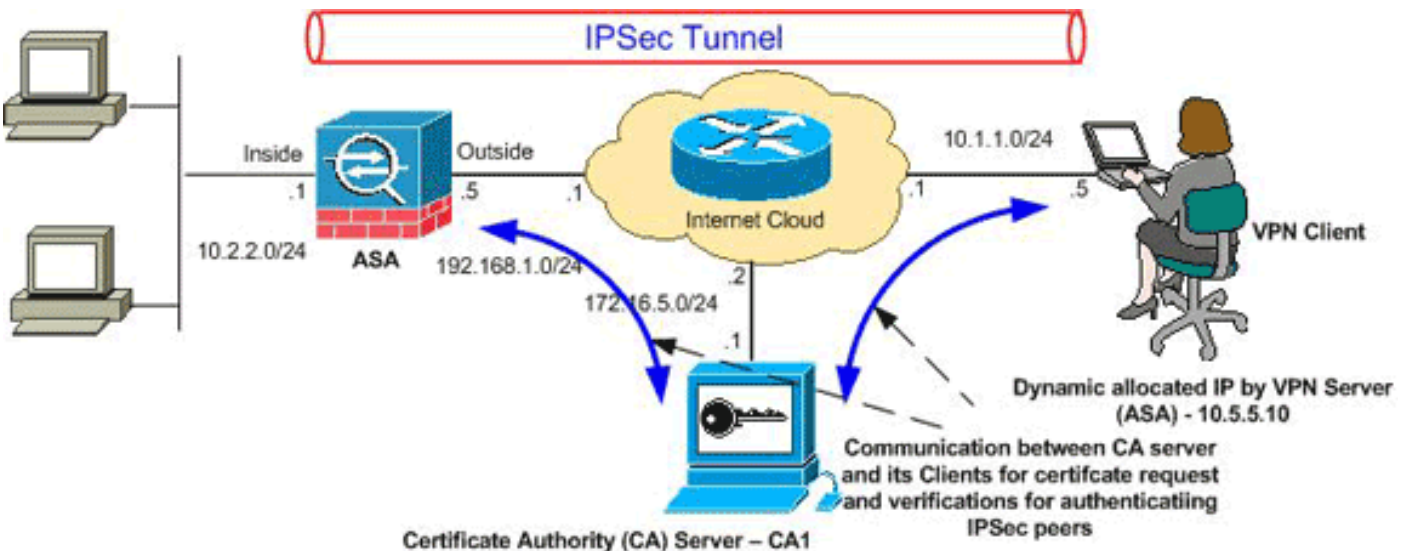 IPSec Tunnel
10.1.1.0/24
Inside
Outside
.1
.5
.1
.1
.5
Internet Cloud
VPN Client
10.2.2.0/24
ASA
192.168.1.0/24
.2
172.16.5.0/24
.1
Dynamic allocated IP by VPN Server
(ASA) - 10.5.5.10
Communication between CA server
and its Clients for certifcate request
and verifications for authenticatiing
IPSec peers
Certificate Authority (CA) Server – CA1